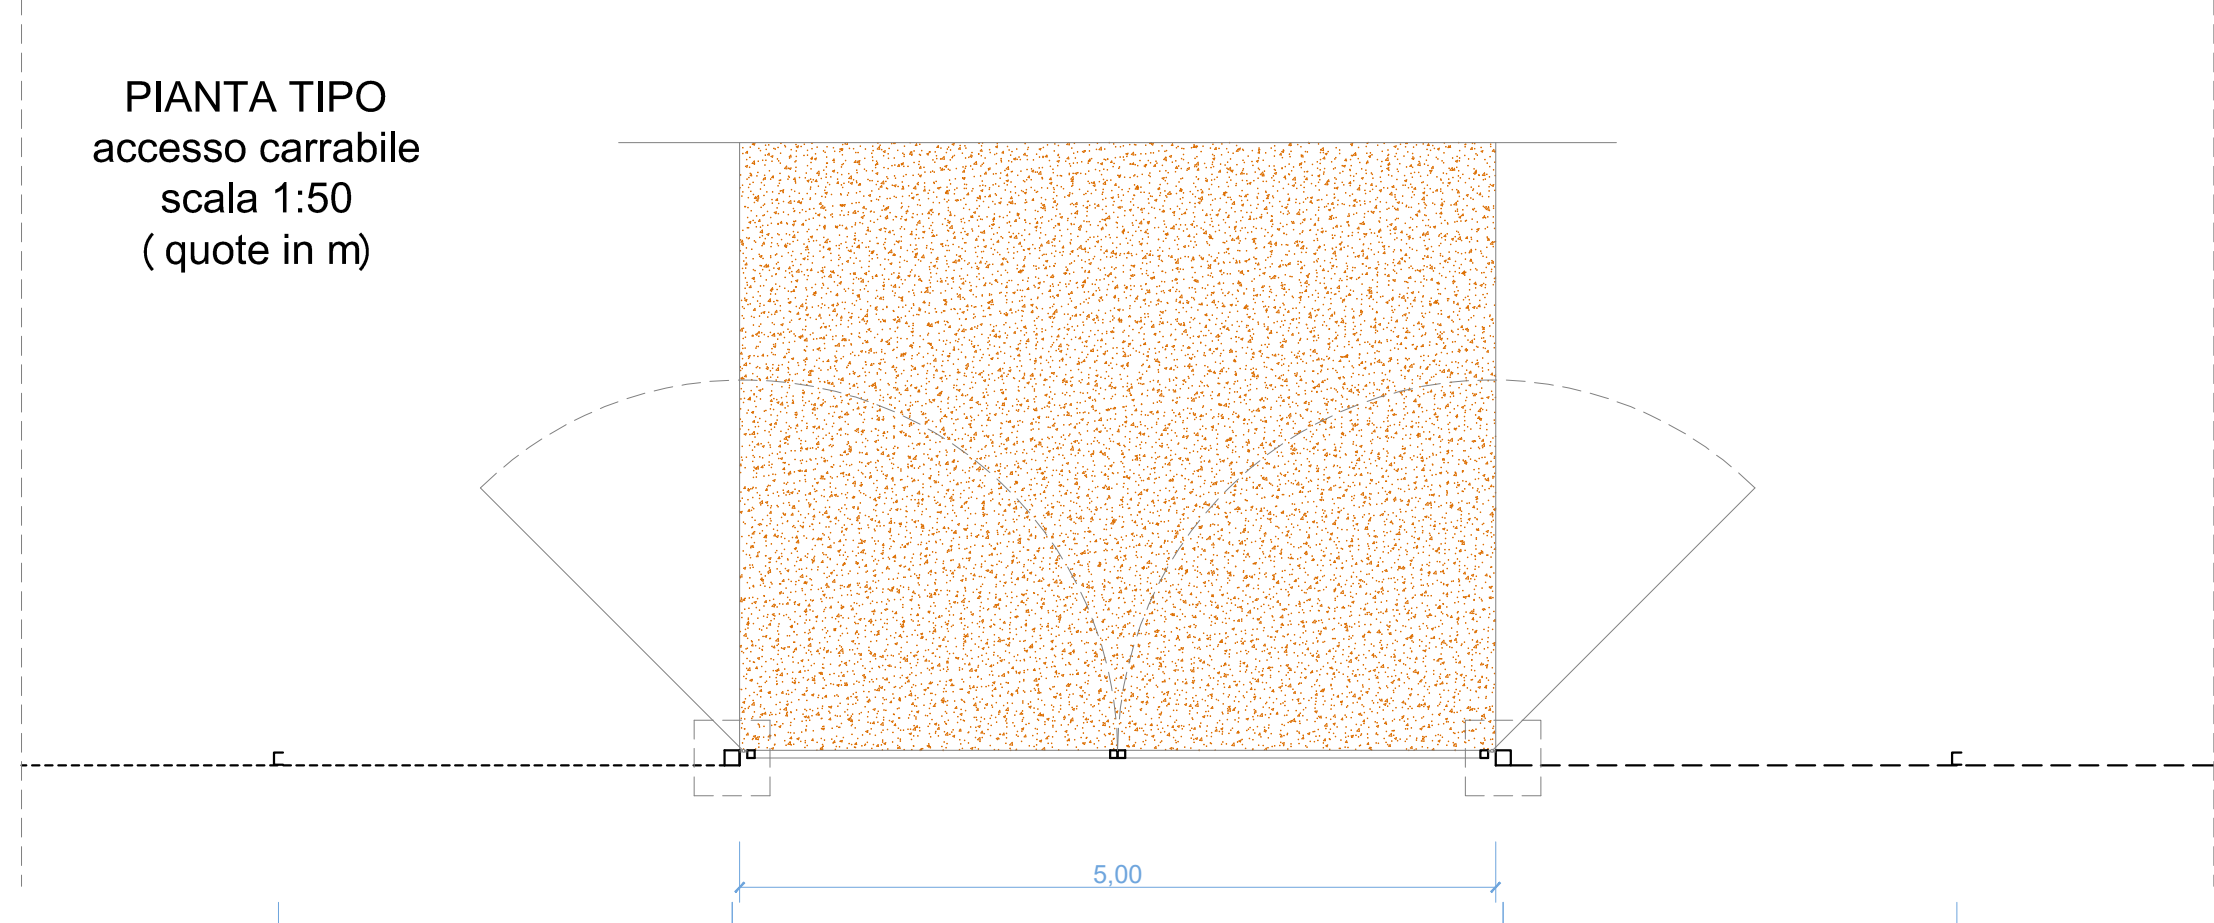 PIANTA TIPO
accesso carrabile
scala 1:50
( quote in m)
5,00